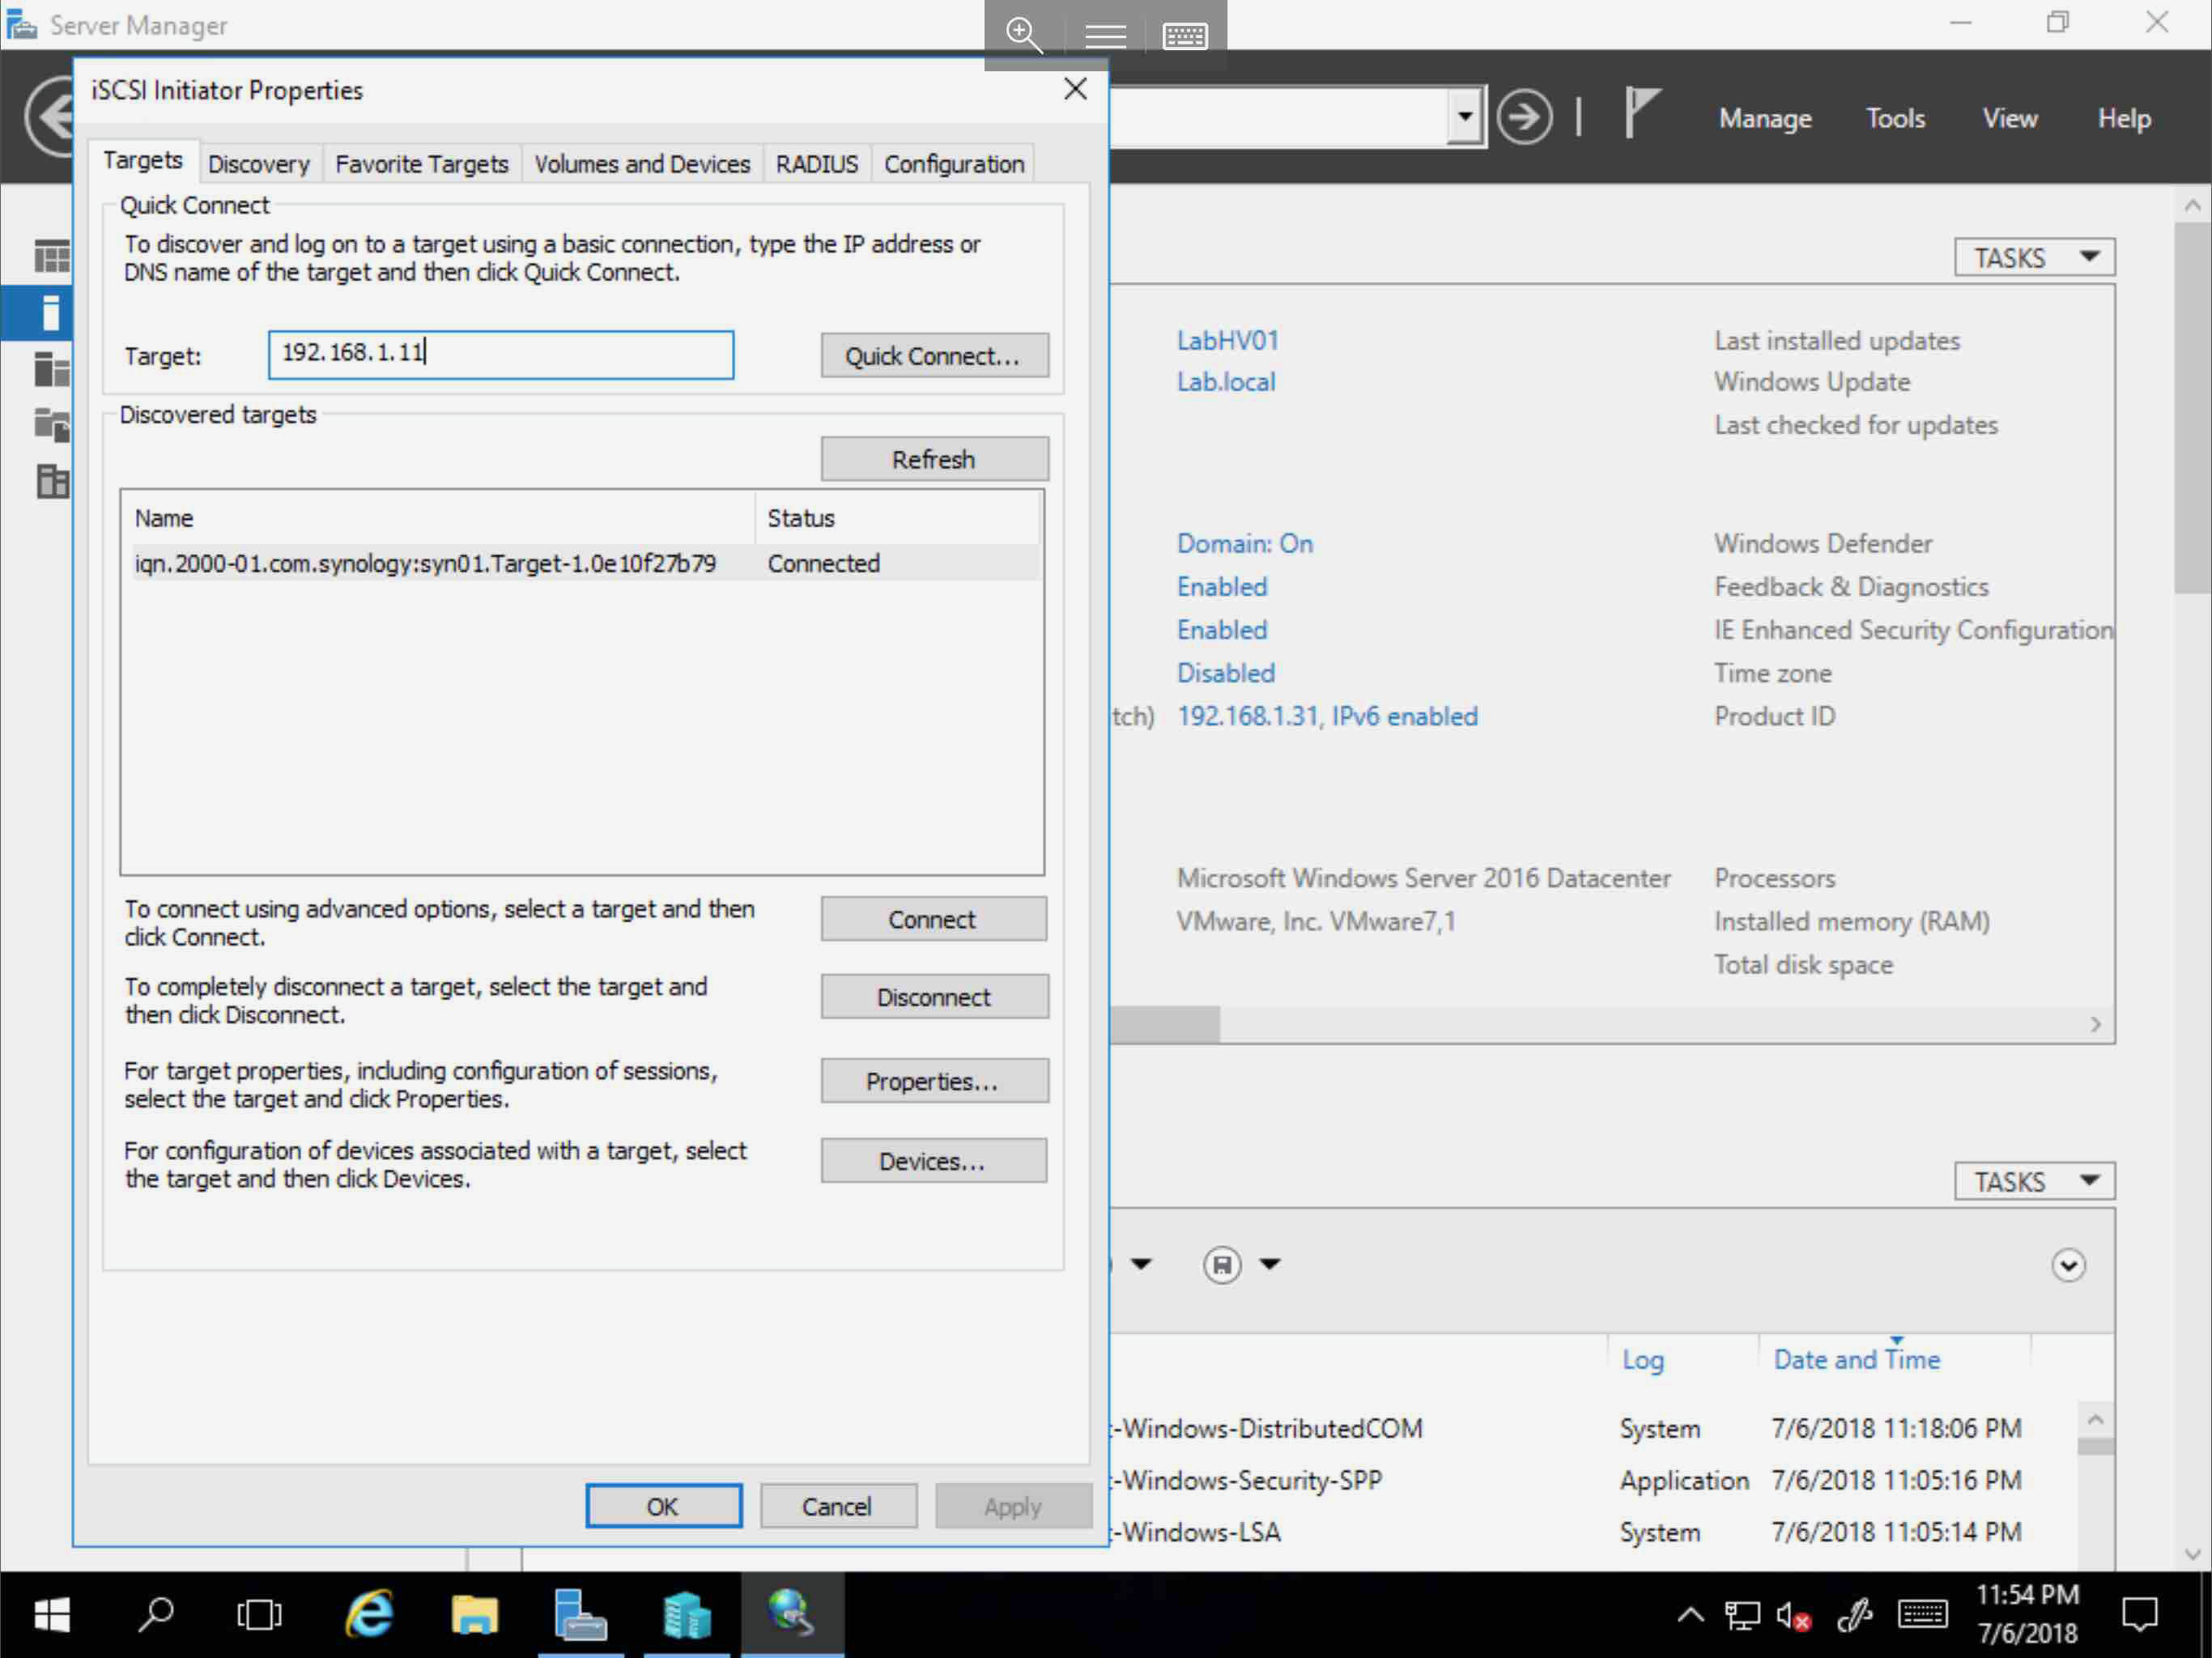 Server Manager
iSCSI Initiator Properties
Manage
Tools
View
Help
Targets
Discovery
Favorite Targets
Volumes and Devices
RADIUS
Configuration
Quick Connect
To discover and log on to a target using a basic connection, type the IP address or
DNS name of the target and then click Quick Connect.
Target:
192.168.1.11
Quick Connect...
Discovered targets
Refresh
Name
Status
iqn.2000-01.com.synology:syn01.Target-1.0e10f27b79
Connected
To connect using advanced options, select a target and then
click Connect.
Connect
To completely disconnect a target, select the target and
then click Disconnect.
Disconnect
For target properties, including configuration of sessions,
select the target and click Properties.
Properties...
For configuration of devices associated with a target, select
the target and then click Devices.
Devices...
OK
Cancel
Apply
TASKS
LabHV01
Last installed updates
Lab.local
Windows Update
Last checked for updates
Domain: On
Windows Defender
Enabled
Feedback & Diagnostics
Enabled
IE Enhanced Security Configuration
Disabled
Time zone
tch)
192.168.1.31, IPv6 enabled
Product ID
Microsoft Windows Server 2016 Datacenter
Processors
VMware, Inc. VMware7,1
Installed memory (RAM)
Total disk space
TASKS
Log
Date and Time
-Windows-DistributedCOM
System
7/6/2018 11:18:06 PM
-Windows-Security-SPP
Application
7/6/2018 11:05:16 PM
-Windows-LSA
System
7/6/2018 11:05:14 PM
11:54 PM
7/6/2018